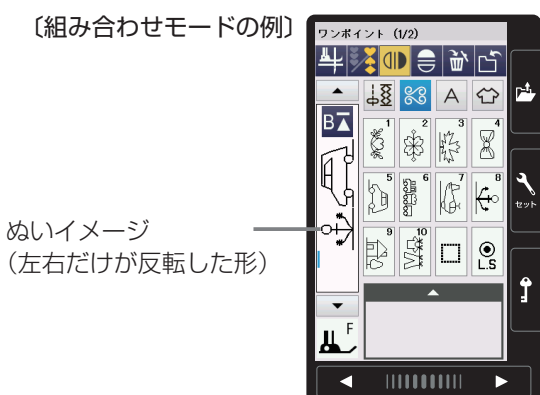 〔組み合わせモードの例〕
ワンポイント (1/2)
A
B
1
2
3
4
5
6
7
8
セット
9
10
L.S
F
ぬいイメージ
(左右だけが反転した形)